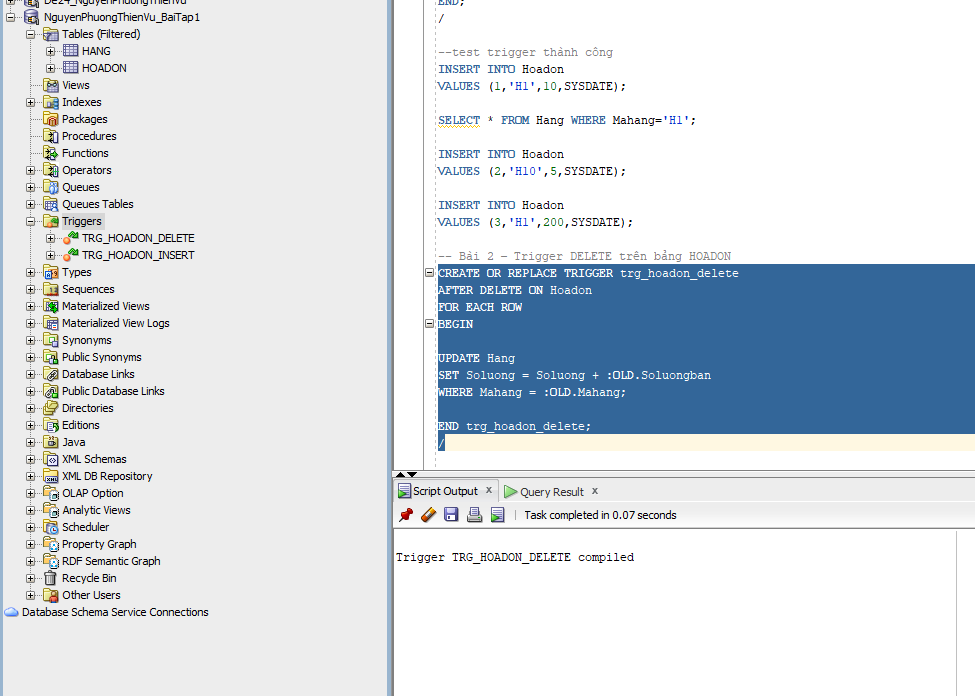 De24_NguyenPhuongThienVu
NguyenPhuongThienVu_BaiTap1
Tables (Filtered)
HANG
HOADON
Views
Indexes
Packages
Procedures
Functions
Operators
Queues
Queues Tables
Triggers
TRG_HOADON_DELETE
TRG_HOADON_INSERT
Types
Sequences
Materialized Views
Materialized View Logs
Synonyms
Public Synonyms
Database Links
Public Database Links
Directories
Editions
Java
XML Schemas
XML DB Repository
OLAP Option
Analytic Views
Scheduler
Property Graph
RDF Semantic Graph
Recycle Bin
Other Users
Database Schema Service Connections
END;
/
--test trigger thành công
INSERT INTO Hoadon
VALUES (1,'H1',10,SYSDATE);
SELECT * FROM Hang WHERE Mahang='H1';
INSERT INTO Hoadon
VALUES (2,'H10',5,SYSDATE);
INSERT INTO Hoadon
VALUES (3,'H1',200,SYSDATE);
-- Bài 2 – Trigger DELETE trên bảng HOADON
CREATE OR REPLACE TRIGGER trg_hoadon_delete
AFTER DELETE ON Hoadon
FOR EACH ROW
BEGIN
UPDATE Hang
SET Soluong = Soluong + :OLD.Soluongban
WHERE Mahang = :OLD.Mahang;
END trg_hoadon_delete;
/
Script Output x
Query Result x
Task completed in 0.07 seconds
Trigger TRG_HOADON_DELETE compiled